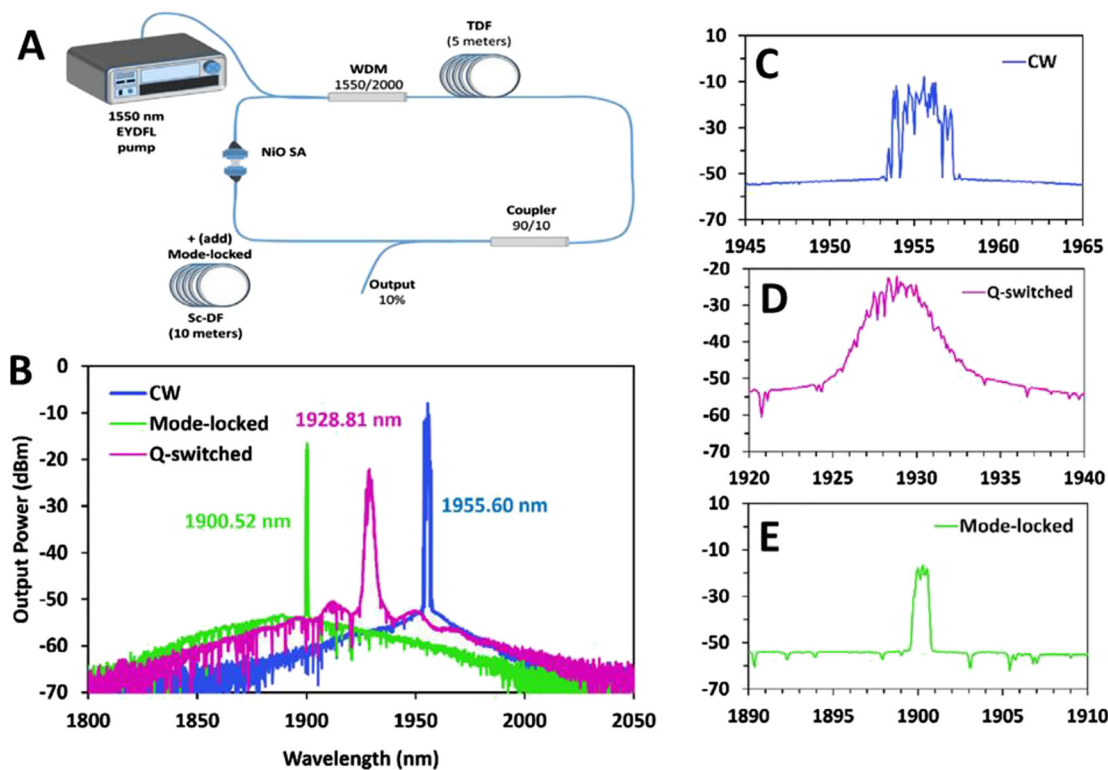 A
1550 nm
EYDFL
pump
WDM
1550/2000
TDF
(5 meters)
NiO SA
Coupler
90/10
+ (add)
Mode-locked
Sc-DF
(10 meters)
Output
10%
B
Output Power (dBm)
0
-10
-20
-30
-40
-50
-60
-70
CW
Mode-locked
Q-switched
1928.81 nm
1900.52 nm
1955.60 nm
1800 1850 1900 1950 2000 2050
Wavelength (nm)
C
CW
10
-10
-30
-50
-70
1945 1950 1955 1960 1965
D
Q-switched
-20
-30
-40
-50
-60
-70
1920 1925 1930 1935 1940
E
Mode-locked
10
-10
-30
-50
-70
1890 1895 1900 1905 1910